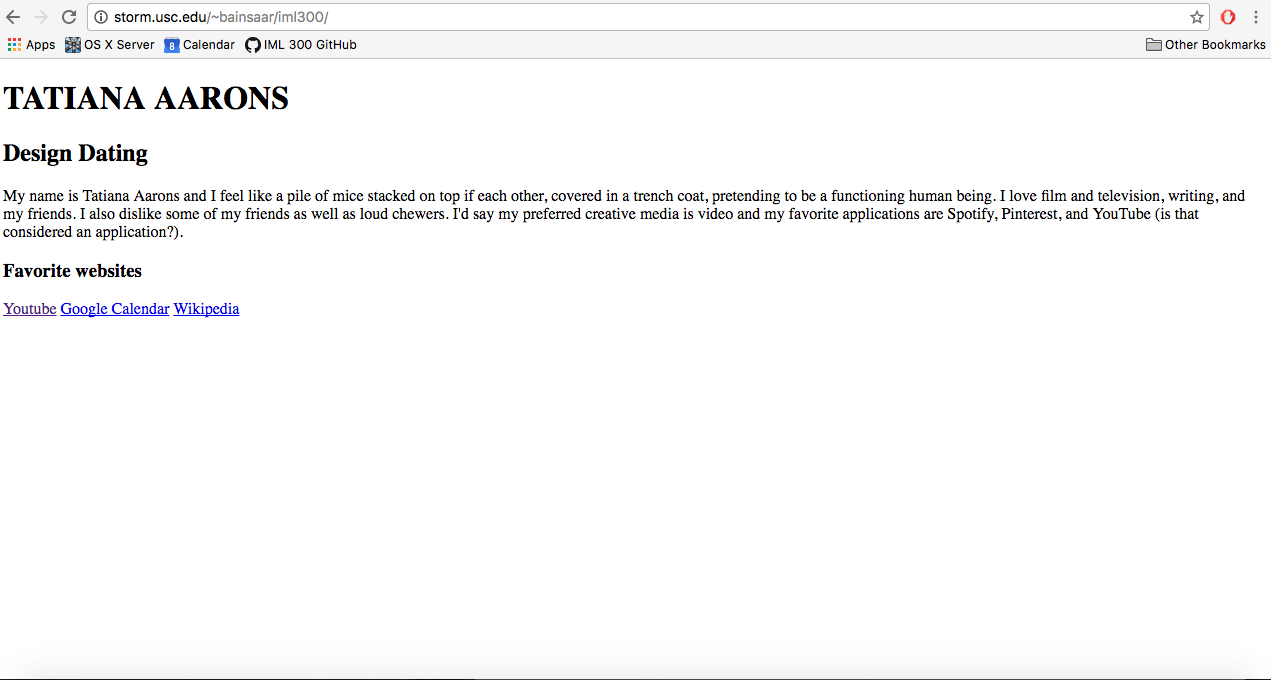 storm.usc.edu/~bainsaar/iml300/
Apps OS X Server 8 Calendar IML 300 GitHub Other Bookmarks
TATIANA AARONS
Design Dating
My name is Tatiana Aarons and I feel like a pile of mice stacked on top if each other, covered in a trench coat, pretending to be a functioning human being. I love film and television, writing, and
my friends. I also dislike some of my friends as well as loud chewers. I'd say my preferred creative media is video and my favorite applications are Spotify, Pinterest, and YouTube (is that
considered an application?).
Favorite websites
Youtube Google Calendar Wikipedia